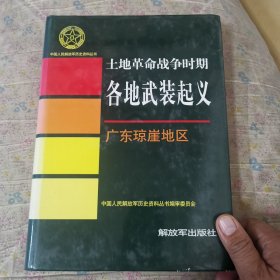 中国人民解放军历史资料丛书
土地革命战争时期
各地武装起义
广东琼崖地区
中国人民解放军历史资料丛书编审委员会
解放军出版社